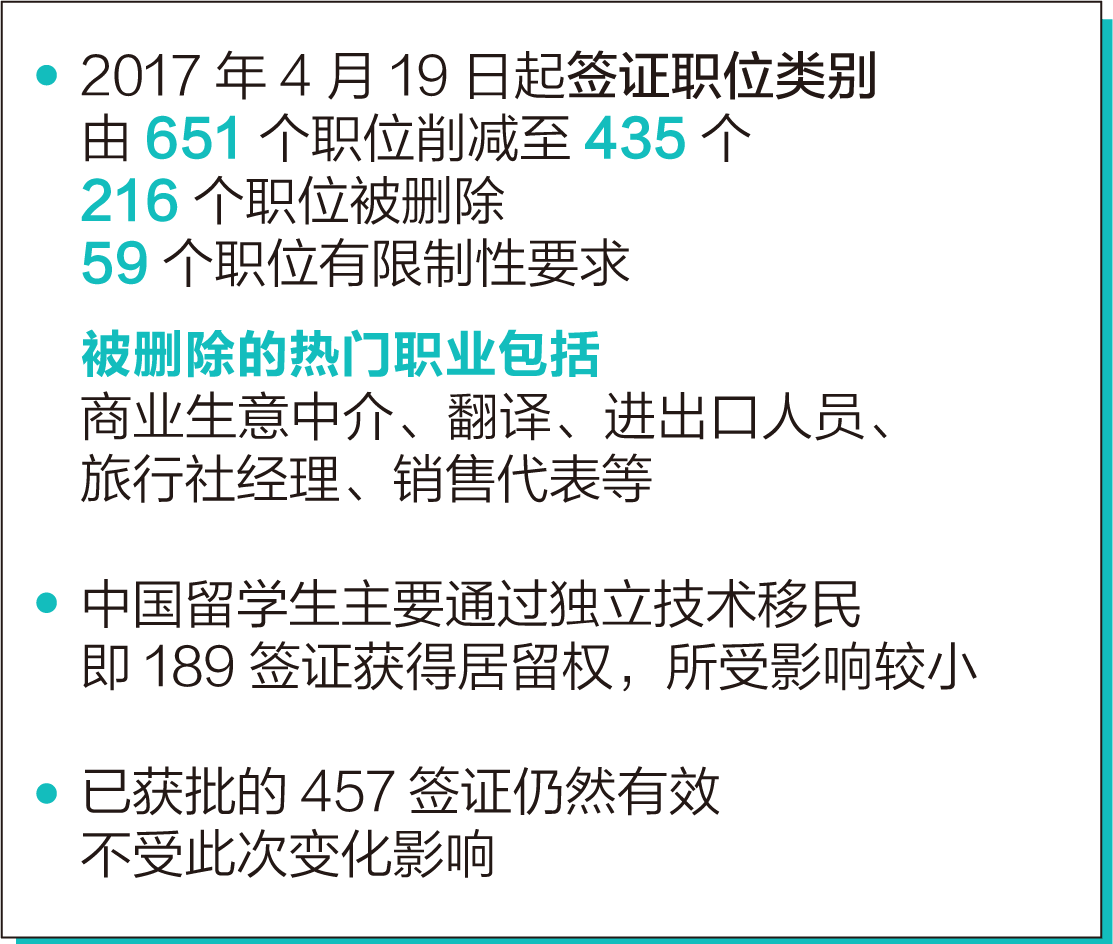 2017 年 4 月 19 日起签证职位类别
由 651 个职位削减至 435 个
216 个职位被删除
59 个职位有限制性要求
被删除的热门职业包括
商业生意中介、翻译、进出口人员、
旅行社经理、销售代表等
中国留学生主要通过独立技术移民
即 189 签证获得居留权，所受影响较小
已获批的 457 签证仍然有效
不受此次变化影响